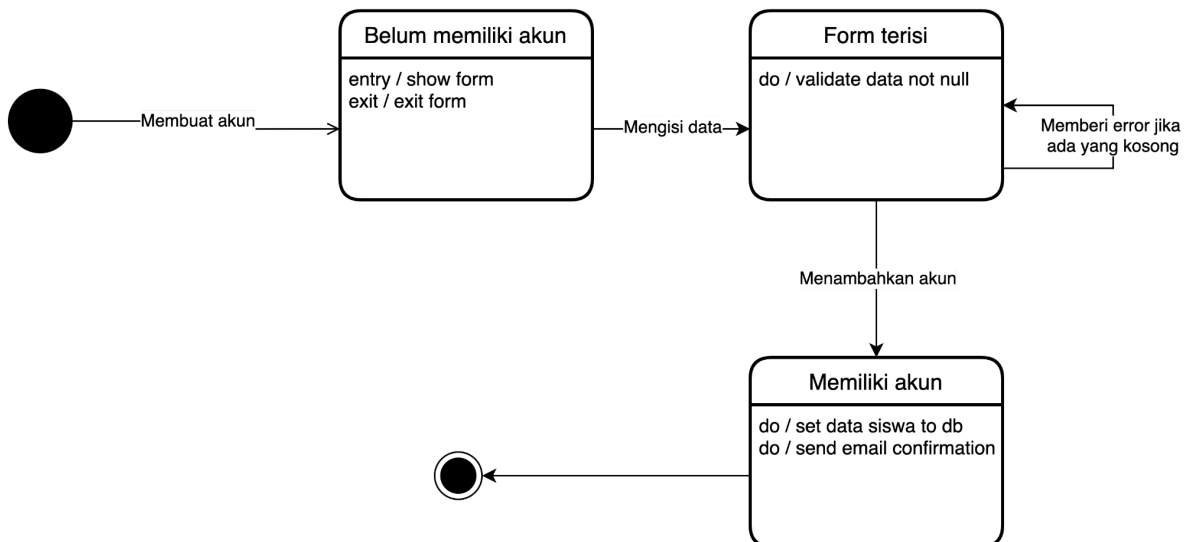 Membuat akun
Belum memiliki akun
entry / show form
exit / exit form
Mengisi data
Form terisi
do / validate data not null
Memberi error jika
ada yang kosong
Menambahkan akun
Memiliki akun
do / set data siswa to db
do / send email confirmation